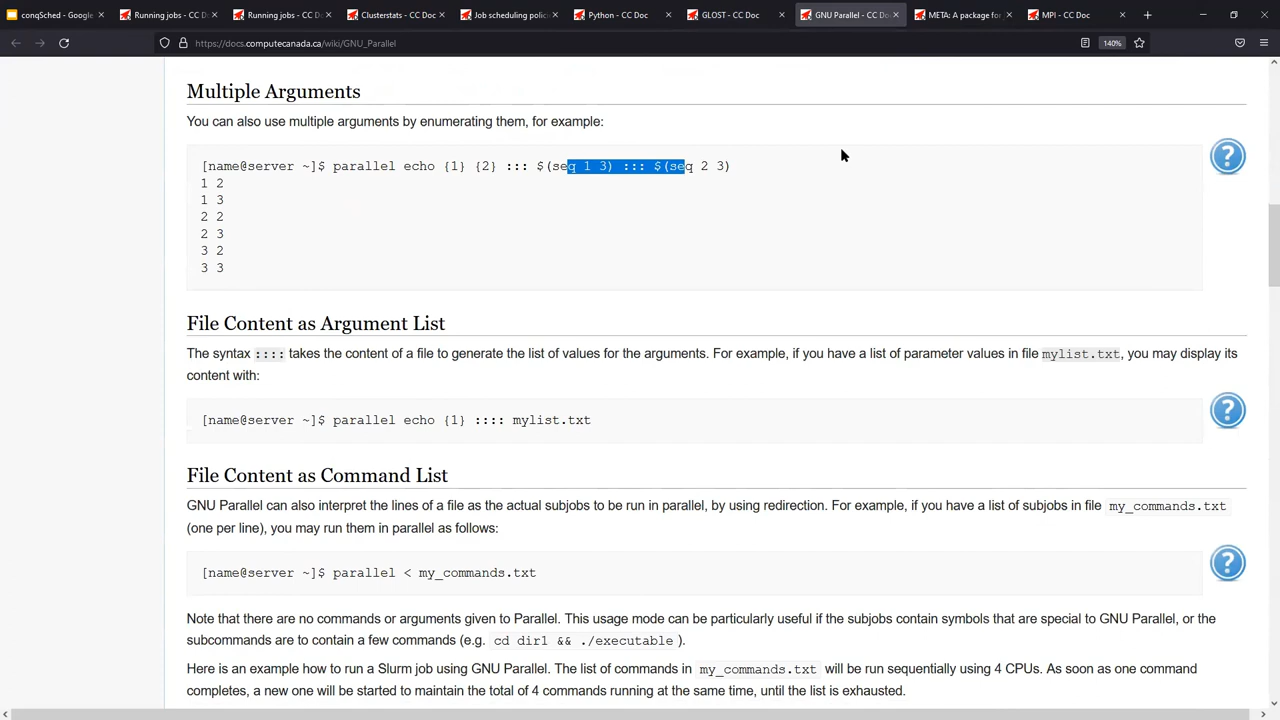 conqSched - Google
Running jobs - CC Doc
Running jobs - CC Doc
Clusterstats - CC Doc
Job scheduling polic
Python - CC Doc
GLOST - CC Doc
GNU Parallel - CC Doc
META: A package for
MPI - CC Doc
https://docs.computecanada.ca/wiki/GNU_Parallel
140%
Multiple Arguments
You can also use multiple arguments by enumerating them, for example:
[name@server ~]$ parallel echo {1} {2} ::: $(seq 1 3) ::: $(seq 2 3)
1 2
1 3
2 2
2 3
3 2
3 3
?
File Content as Argument List
The syntax :::: takes the content of a file to generate the list of values for the arguments. For example, if you have a list of parameter values in file mylist.txt, you may display its
content with:
[name@server ~]$ parallel echo {1} :::: mylist.txt
?
File Content as Command List
GNU Parallel can also interpret the lines of a file as the actual subjobs to be run in parallel, by using redirection. For example, if you have a list of subjobs in file my_commands.txt
(one per line), you may run them in parallel as follows:
[name@server ~]$ parallel < my_commands.txt
?
Note that there are no commands or arguments given to Parallel. This usage mode can be particularly useful if the subjobs contain symbols that are special to GNU Parallel, or the
subcommands are to contain a few commands (e.g. cd dir1 && ./executable ).
Here is an example how to run a Slurm job using GNU Parallel. The list of commands in my_commands.txt will be run sequentially using 4 CPUs. As soon as one command
completes, a new one will be started to maintain the total of 4 commands running at the same time, until the list is exhausted.